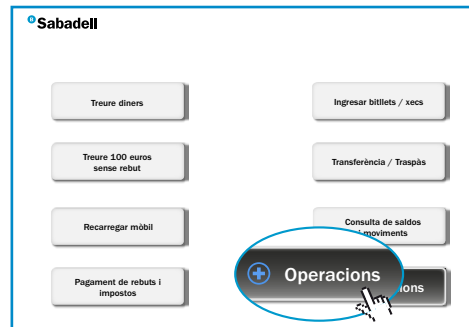 Sabadell
Treure diners
Ingresar bitllets / xecs
Treure 100 euros
sense rebut
Transferència / Traspàs
Recarregar mòbil
Consulta de saldos
i moviments
Pagament de rebuts i
impostos
Operacions